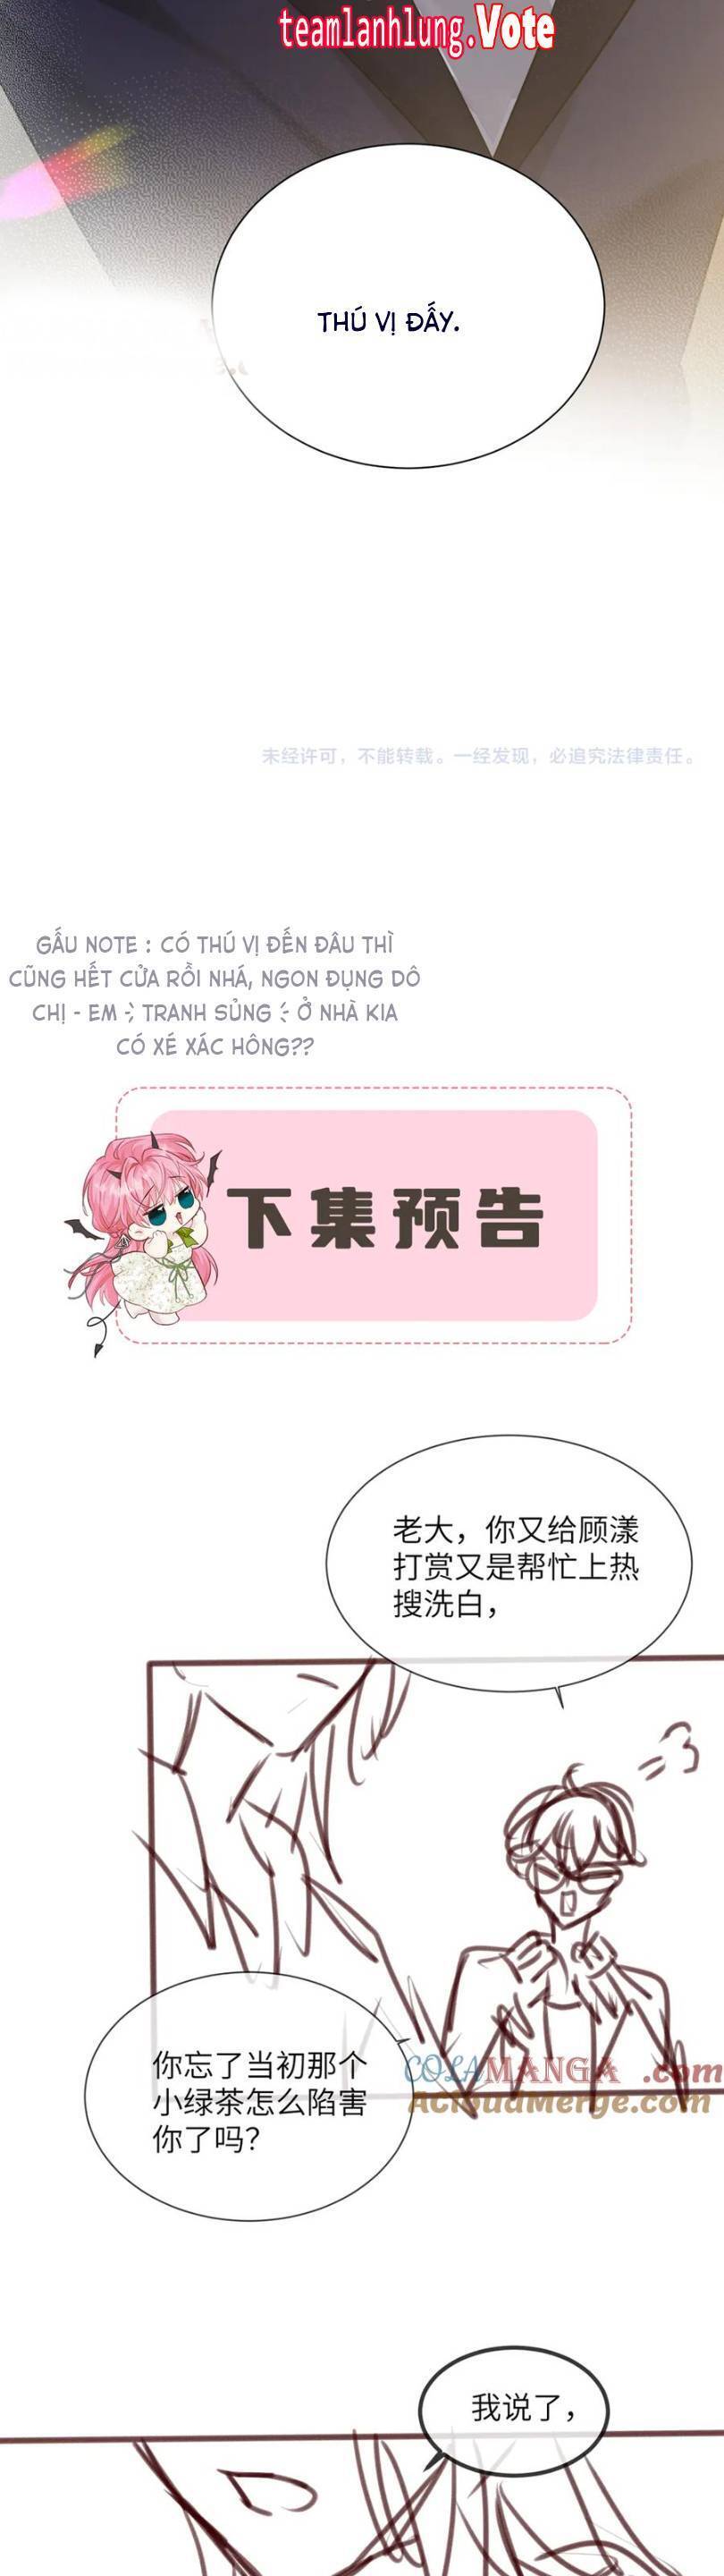 teamlanhlung.Vote
THÚ VỊ ĐẤY.
未经许可，不能转载。一经发现，必追究法律责任。
GẤU NOTE : CÓ THÚ VỊ ĐẾN ĐÂU THÌ
CŨNG HẾT CỬA RỒI NHÁ, NGON ĐỤNG DÔ
CHỊ - EM TRANH SỦNG Ở NHÀ KIA
CÓ XÉ XÁC HÔNG??
下集预告
老大，你又给顾漾
打赏又是帮忙上热
搜洗白，
你忘了当初那个
小绿茶怎么陷害
你了吗？
COLAMANGA.com
Acloudmerge.com
我说了，